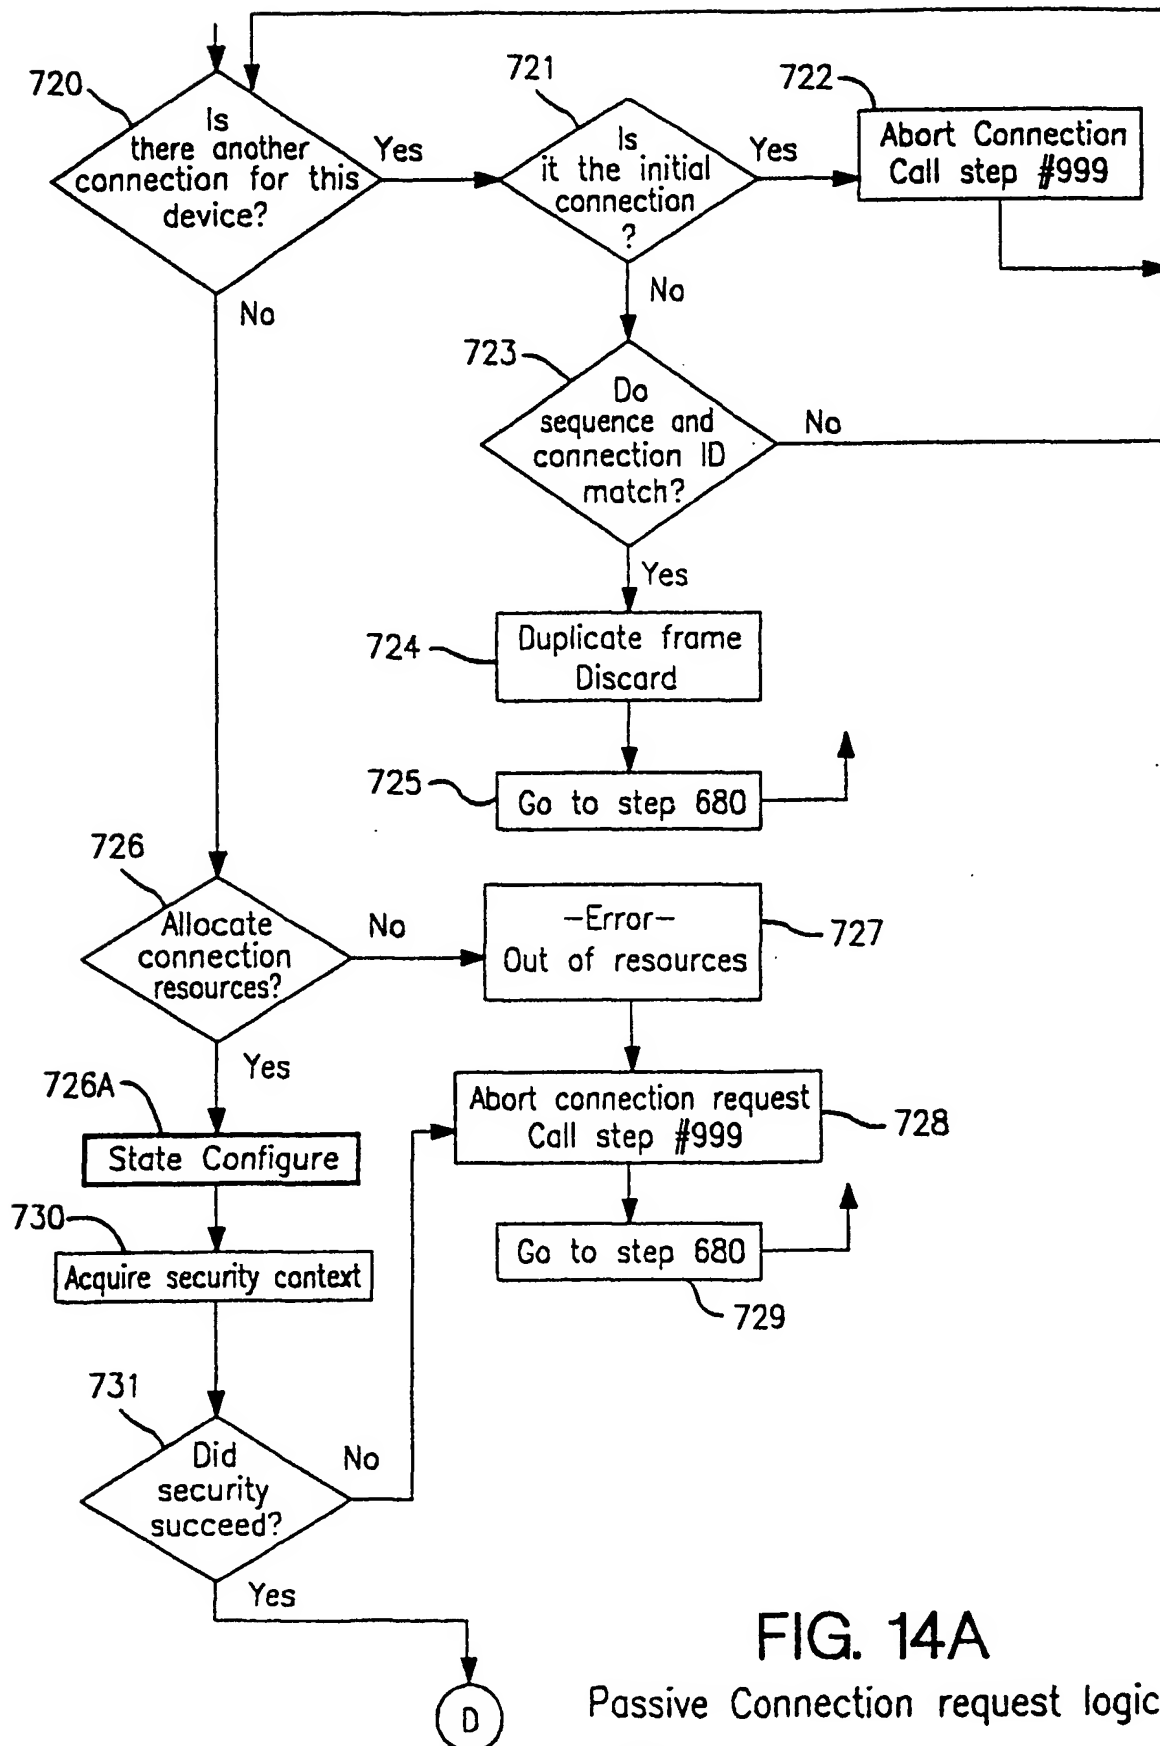 720
Is
there another
connection for this
device?
Yes
No
721
Is
it the initial
connection
?
Yes
No
722
Abort Connection
Call step #999
723
Do
sequence and
connection ID
match?
No
Yes
724
Duplicate frame
Discard
725
Go to step 680
726
Allocate
connection
resources?
No
Yes
–Error–
Out of resources
727
726A
State Configure
Abort connection request
Call step #999
728
730
Acquire security context
Go to step 680
729
731
Did
security
succeed?
No
Yes
D
FIG. 14A
Passive Connection request logic